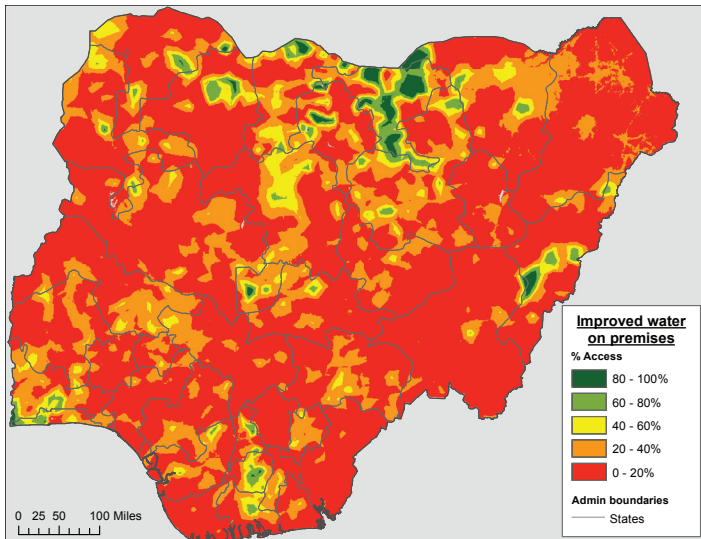 Improved water
on premises
% Access
80 - 100%
60 - 80%
40 - 60%
20 - 40%
0 - 20%
Admin boundaries
States
0 25 50 100 Miles